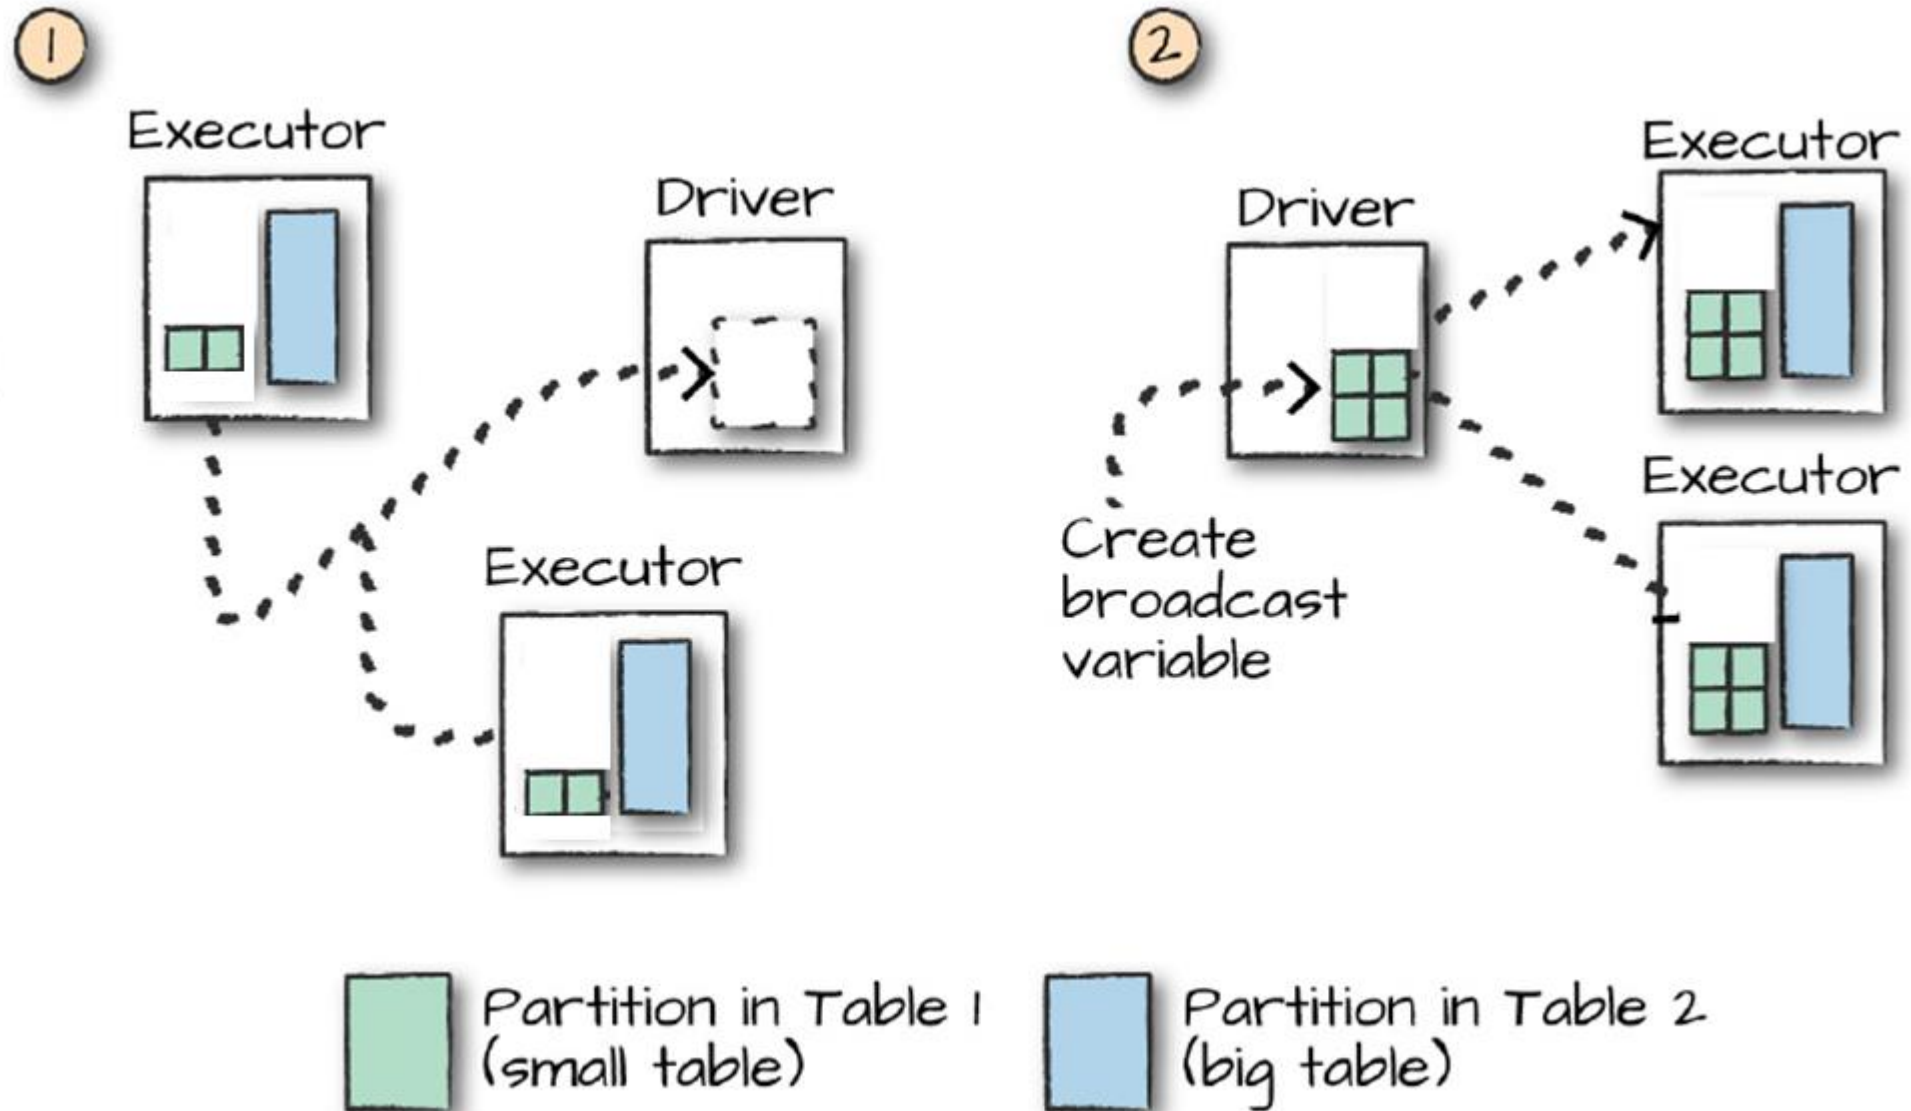 1
Executor
Driver
Executor
2
Driver
Executor
Executor
Create
broadcast
variable
Partition in Table 1
(small table)
Partition in Table 2
(big table)